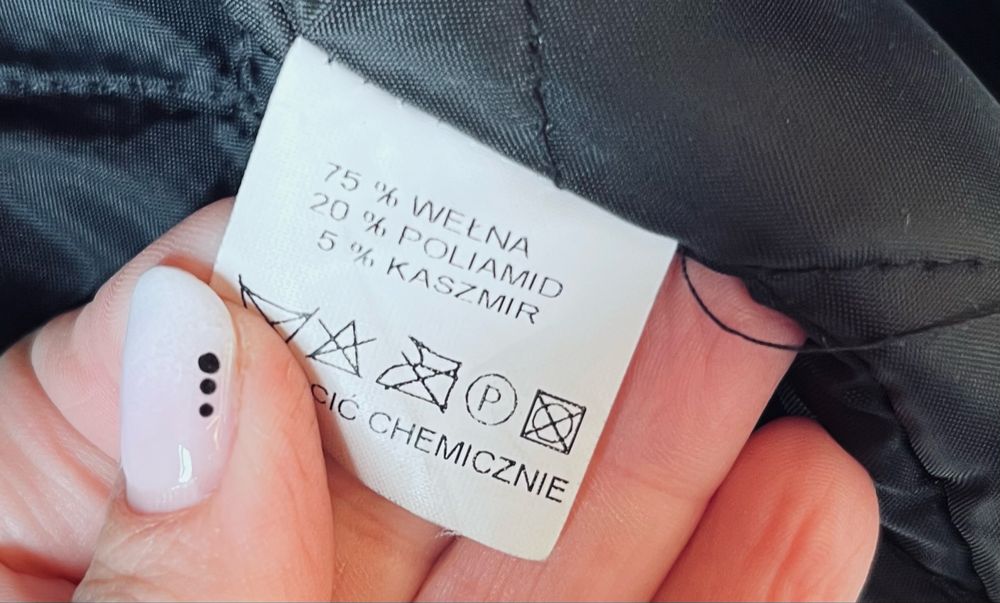 75 % WEŁNA
20 % POLIAMID
5 % KASZMIR
P
CIĆ CHEMICZNIE